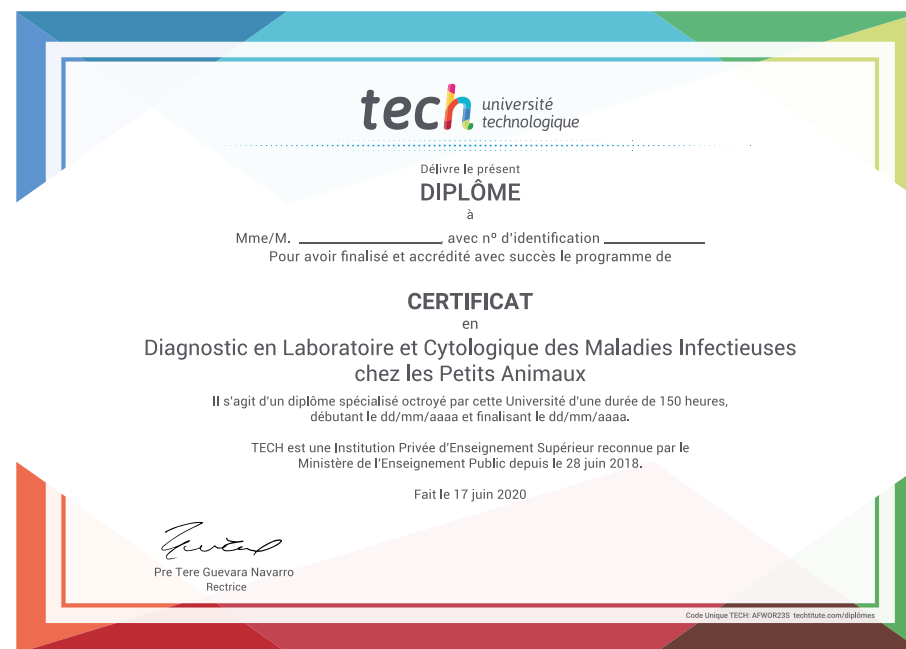 tech université
technologique
Délivre le présent
DIPLÔME
à
Mme/M. ____________, avec nº d'identification ____________
Pour avoir finalisé et accrédité avec succès le programme de
CERTIFICAT
en
Diagnostic en Laboratoire et Cytologique des Maladies Infectieuses
chez les Petits Animaux
Il s'agit d'un diplôme spécialisé octroyé par cette Université d'une durée de 150 heures,
débutant le dd/mm/aaaa et finalisant le dd/mm/aaaa.
TECH est une Institution Privée d'Enseignement Supérieur reconnue par le
Ministère de l'Enseignement Public depuis le 28 juin 2018.
Fait le 17 juin 2020
Pre Tere Guevara Navarro
Rectrice
Code Unique TECH: AFWOR23S techtitute.com/diplômes